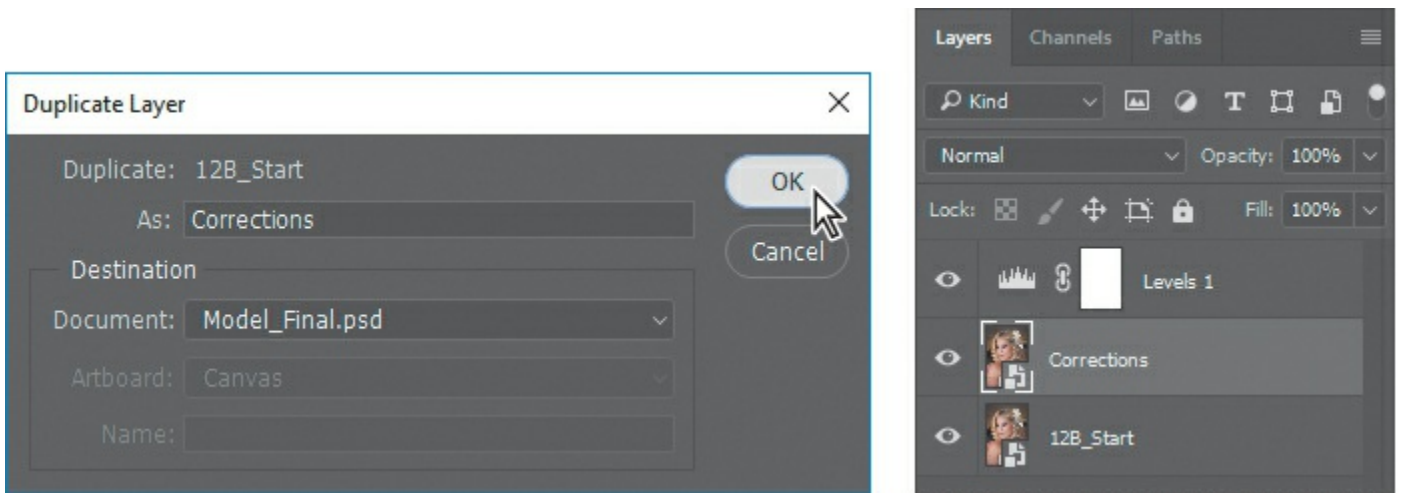 Duplicate Layer
Duplicate: 12B_Start
As: Corrections
OK
Cancel
Destination
Document: Model_Final.psd
Artboard: Canvas
Name:
Layers Channels Paths
Kind
Normal Opacity: 100%
Lock: Fill: 100%
Levels 1
Corrections
12B_Start